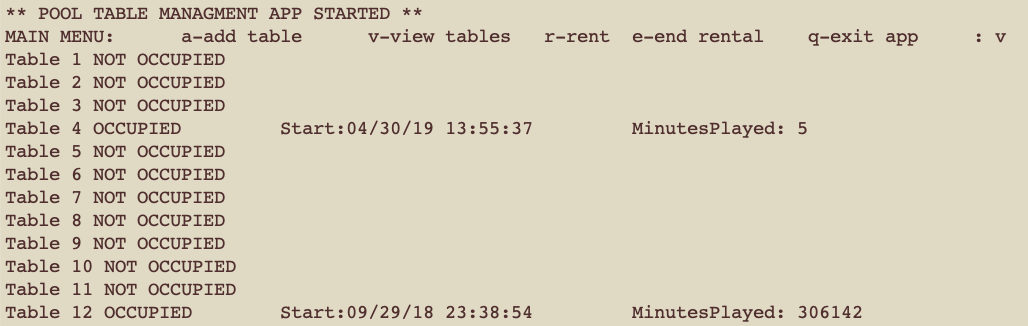 ** POOL TABLE MANAGMENT APP STARTED **
MAIN MENU: a-add table v-view tables r-rent e-end rental q-exit app : v
Table 1 NOT OCCUPIED
Table 2 NOT OCCUPIED
Table 3 NOT OCCUPIED
Table 4 OCCUPIED Start:04/30/19 13:55:37 MinutesPlayed: 5
Table 5 NOT OCCUPIED
Table 6 NOT OCCUPIED
Table 7 NOT OCCUPIED
Table 8 NOT OCCUPIED
Table 9 NOT OCCUPIED
Table 10 NOT OCCUPIED
Table 11 NOT OCCUPIED
Table 12 OCCUPIED Start:09/29/18 23:38:54 MinutesPlayed: 306142